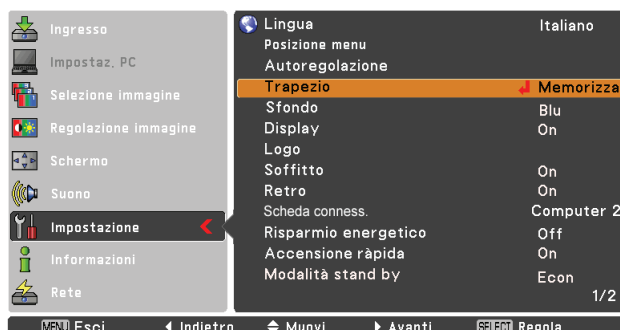 Ingresso
Impostaz. PC
Selezione immagine
Regolazione immagine
Schermo
Suono
Impostazione
Informazioni
Rete
Lingua Italiano
Posizione menu
Autoregolazione
Trapezio Memorizza
Sfondo Blu
Display On
Logo
Soffitto On
Retro On
Scheda conness. Computer 2
Risparmio energetico Off
Accensione ràpida On
Modalità stand by Econ
1/2
MENU Esci Indietro Muovi Avanti SELECT Regola